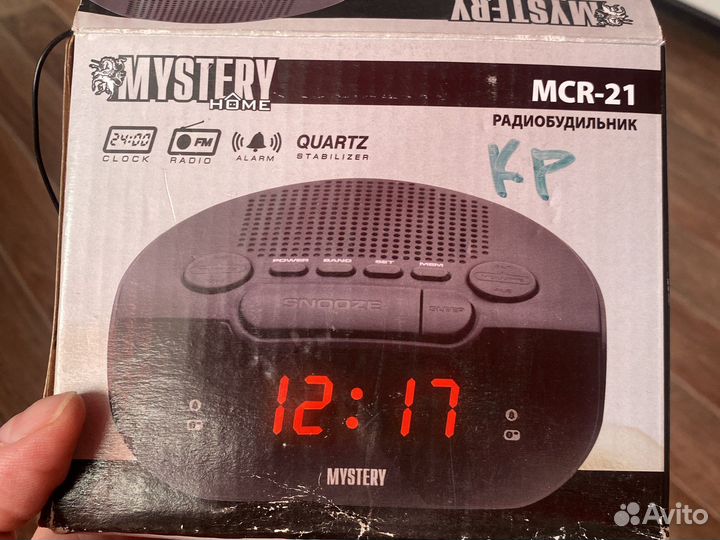 MYSTERY
MYSTERY
HOME
MCR-21
РАДИОБУДИЛЬНИК
24:00
CLOCK
FM
RADIO
ALARM
QUARTZ
STABILIZER
KP
POWER BAND SET MEM
SNOOZE
SLEEP
12:17
MYSTERY
Avito